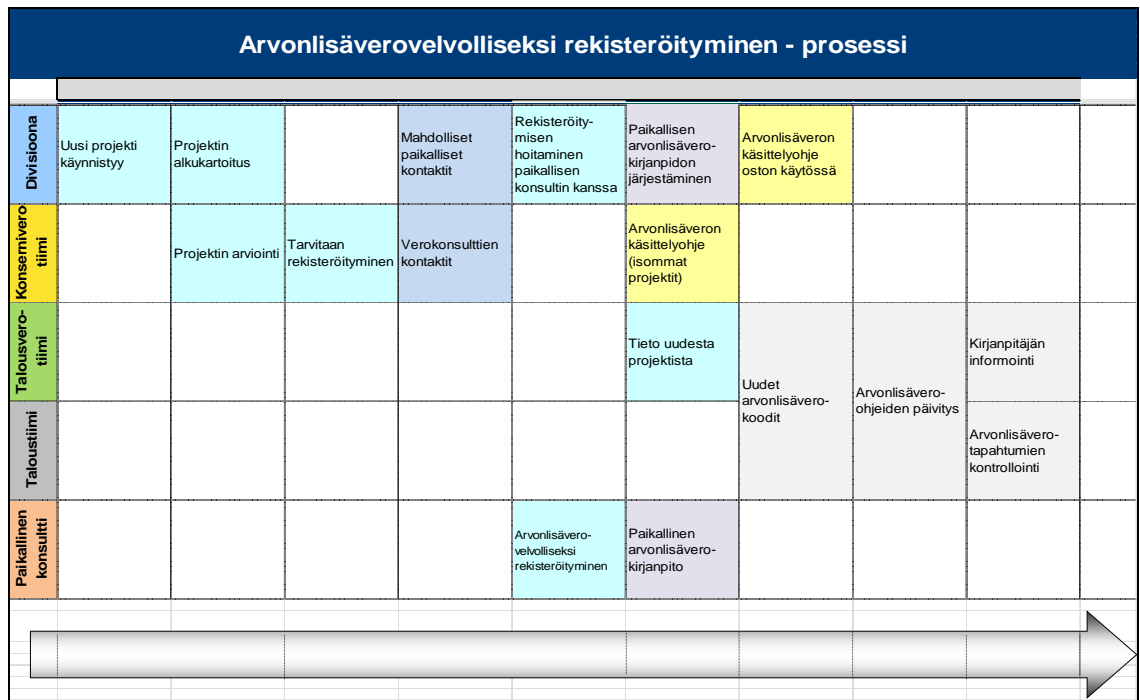 Arvonlisäverovelvolliseksi rekisteröityminen - prosessi
Divisioona
Uusi projekti
käynnistyy
Projektin
alkukartoitus
Mahdolliset
paikalliset
kontaktit
Rekisteröity-
misen
hoitaminen
paikallisen
konsultin kanssa
Paikallisen
arvonlisävero-
kirjanpidon
järjestäminen
Arvonlisäveron
käsittelyohje
oston käytössä
Konsernivero-
tiimi
Projektin arviointi
Tarvitaan
rekisteröityminen
Verokonsulttien
kontaktit
Arvonlisäveron
käsittelyohje
(isommat
projektit)
Talousvero-
tiimi
Tieto uudesta
projektista
Uudet
arvonlisävero-
koodit
Arvonlisävero-
ohjeiden päivitys
Kirjanpitäjän
informointi
Taloustiimi
Arvonlisävero-
tapahtumien
kontrollointi
Paikallinen
konsultti
Arvonlisävero-
velvolliseksi
rekisteröityminen
Paikallinen
arvonlisävero-
kirjanpito